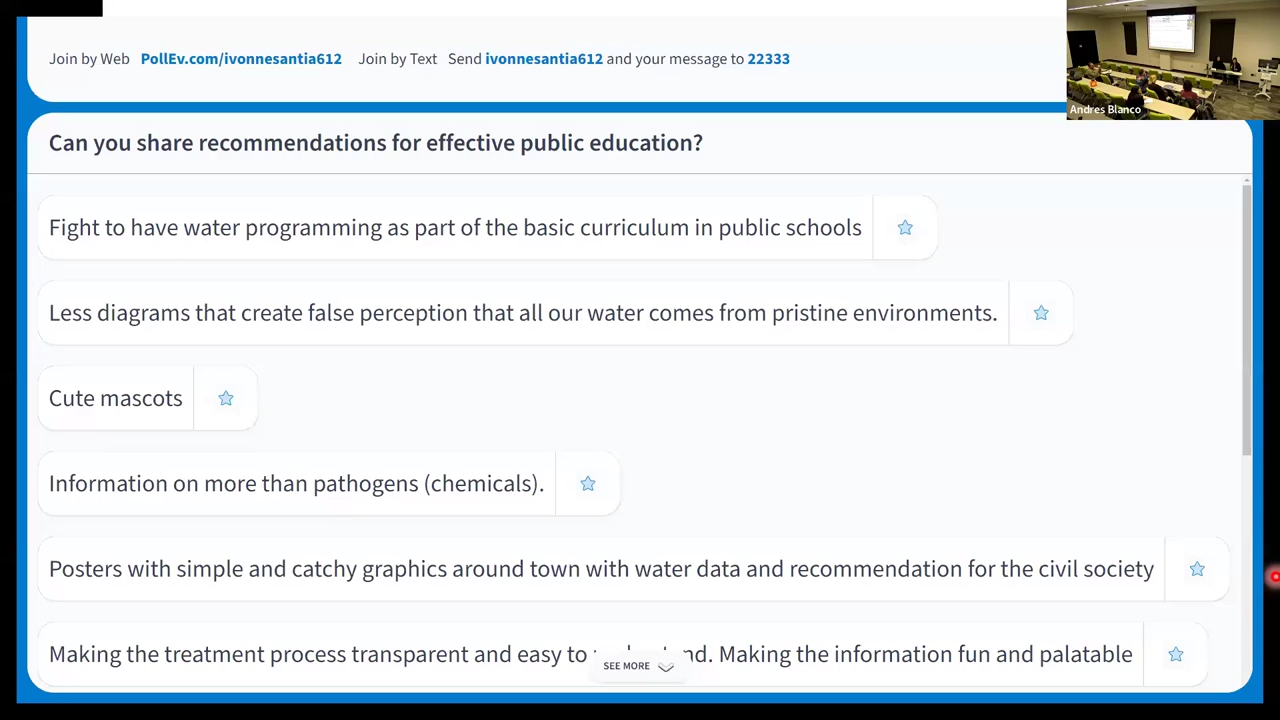 Join by Web PollEv.com/ivonnesantia612 Join by Text Send ivonnesantia612 and your message to 22333
Andres Blanco
Can you share recommendations for effective public education?
Fight to have water programming as part of the basic curriculum in public schools
Less diagrams that create false perception that all our water comes from pristine environments.
Cute mascots
Information on more than pathogens (chemicals).
Posters with simple and catchy graphics around town with water data and recommendation for the civil society
Making the treatment process transparent and easy to Making the information fun and palatable
SEE MORE